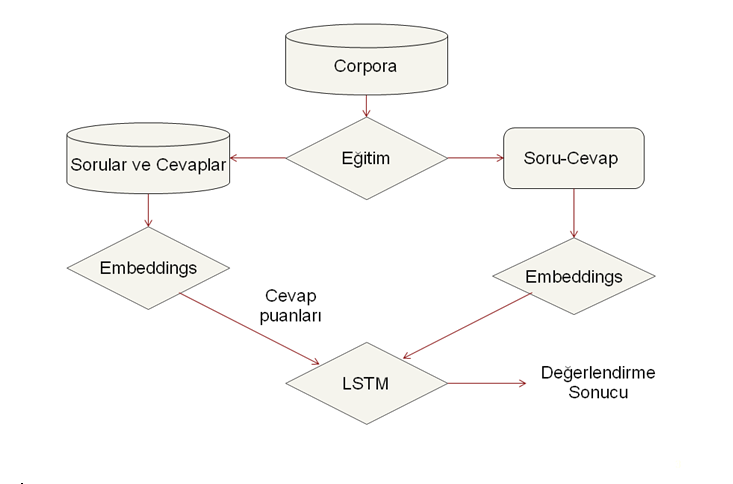 Corpora
Eğitim
Sorular ve Cevaplar
Soru-Cevap
Embeddings
Embeddings
Cevap
puanları
LSTM
Değerlendirme
Sonucu